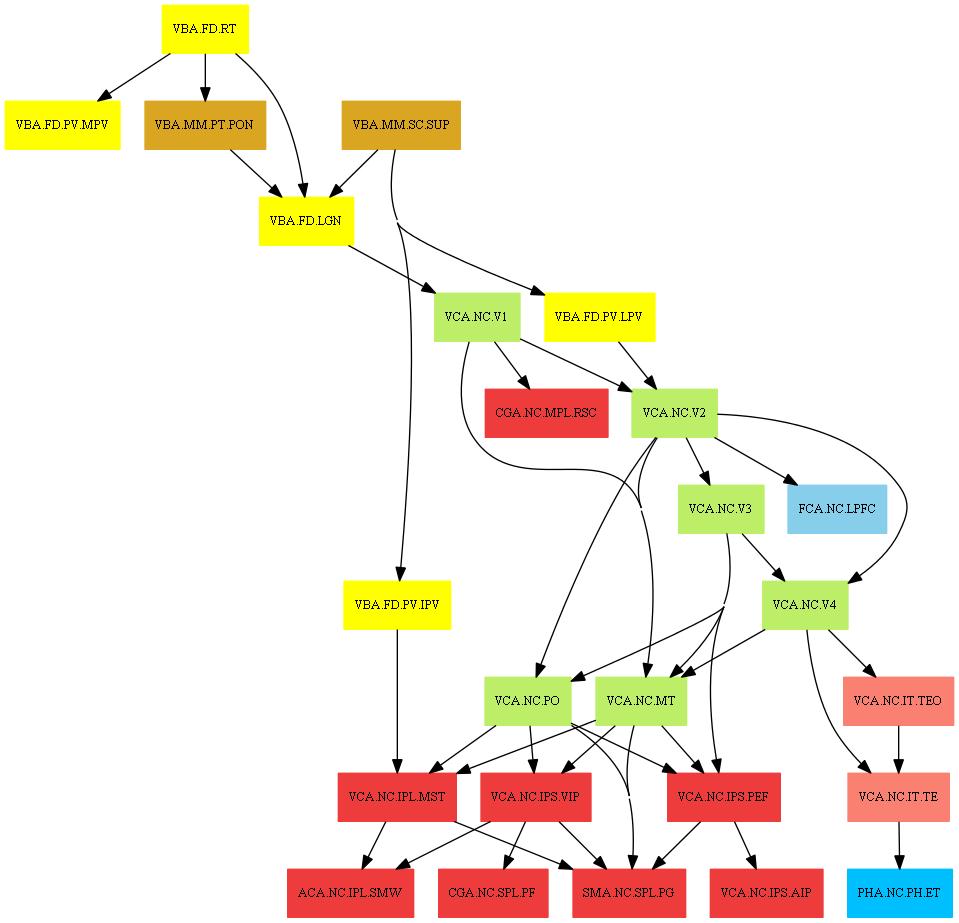 VBA.FD.RT
VBA.FD.PV.MPV
VBA.MM.PT.PON
VBA.MM.SC.SUP
VBA.FD.LGN
VCA.NC.V1
VBA.FD.PV.LPV
CGA.NC.MPL.RSC
VCA.NC.V2
VCA.NC.V3
FCA.NC.LPFC
VBA.FD.PV.IPV
VCA.NC.V4
VCA.NC.PO
VCA.NC.MT
VCA.NC.IT.TEO
VCA.NC.IPL.MST
VCA.NC.IPS.VIP
VCA.NC.IPS.PEF
VCA.NC.IT.TE
ACA.NC.IPL.SMW
CGA.NC.SPL.PF
SMA.NC.SPL.PG
VCA.NC.IPS.AIP
PHA.NC.PH.ET